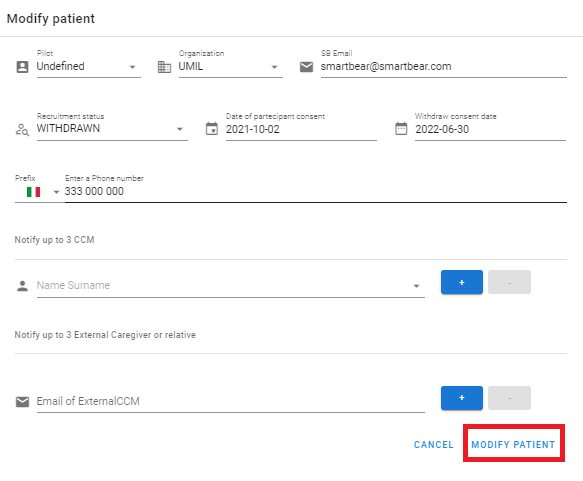 Modify patient
Pilot Organization SB Email
Undefined UMIL smartbear@smartbear.com
Recruitment status Date of partecipant consent Withdraw consent date
WITHDRAWN 2021-10-02 2022-06-30
Prefix Enter a Phone number
333 000 000
Notify up to 3 CCM
Name Surname + -
Notify up to 3 External Caregiver or relative
Email of ExternalCCM + -
CANCEL MODIFY PATIENT